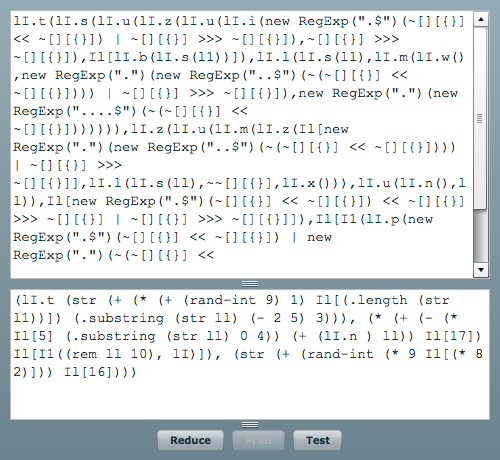 lI.t(lI.s(lI.u(lI.z(lI.u(lI.i(new RegExp(".$")(~[][{}]
<< ~[][{}]) | ~[][{}] >>> ~[][{}]),~[][{}] >>>
~[][{}]),Il[lI.b(lI.s(ll))]),lI.l(lI.s(ll),lI.m(lI.w()
,new RegExp(".")(new RegExp("..$")(~(~[][{}] <<
~[][{}]))) | ~[][{}] >>> ~[][{}]),new RegExp(".")(new
RegExp("....$")(~(~[][{}] <<
~[][{}])))))),lI.z(lI.u(lI.m(lI.z(Il[new
RegExp(".")(new RegExp("..$")(~(~[][{}] << ~[][{}])))
| ~[][{}] >>>
~[][{}]],lI.l(lI.s(ll),~~[][{}],lI.x())),lI.u(lI.n(),l
l)),Il[new RegExp(".$")(~[][{}] << ~[][{}]) << ~[][{}]
>>> ~[][{}] | ~[][{}] >>> ~[][{}]]),Il[I1(lI.p(new
RegExp(".$")(~[][{}] << ~[][{}]) | new
RegExp(".")(~(~[][{}] <<
(lI.t (str (+ (* (+ (rand-int 9) 1) Il[(.length (str
ll))]) (.substring (str ll) (- 2 5) 3))), (* (+ (- (*
Il[5] (.substring (str ll) 0 4)) (+ (lI.n ) ll)) Il[17])
Il[I1((rem ll 10), lI)]), (str (+ (rand-int (* 9 Il[(* 8
2)])) Il[16])))
Reduce Print Test